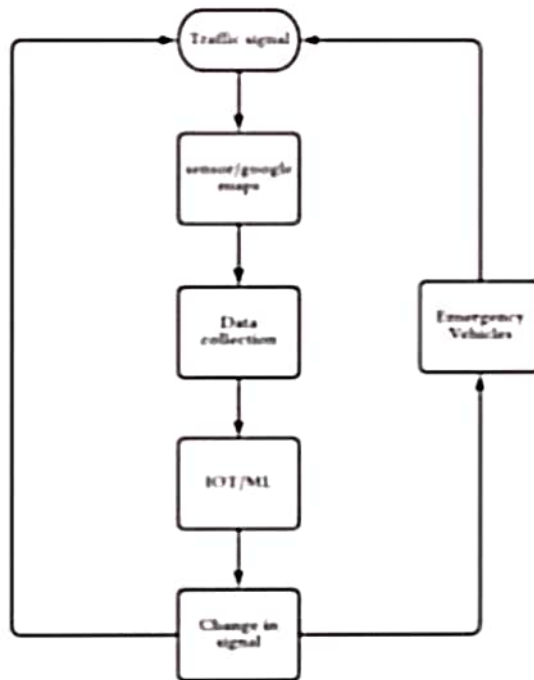 Traffic signal
sensor/google
maps
Data
collection
Emergency
Vehicles
IOT/ML
Change in
signal